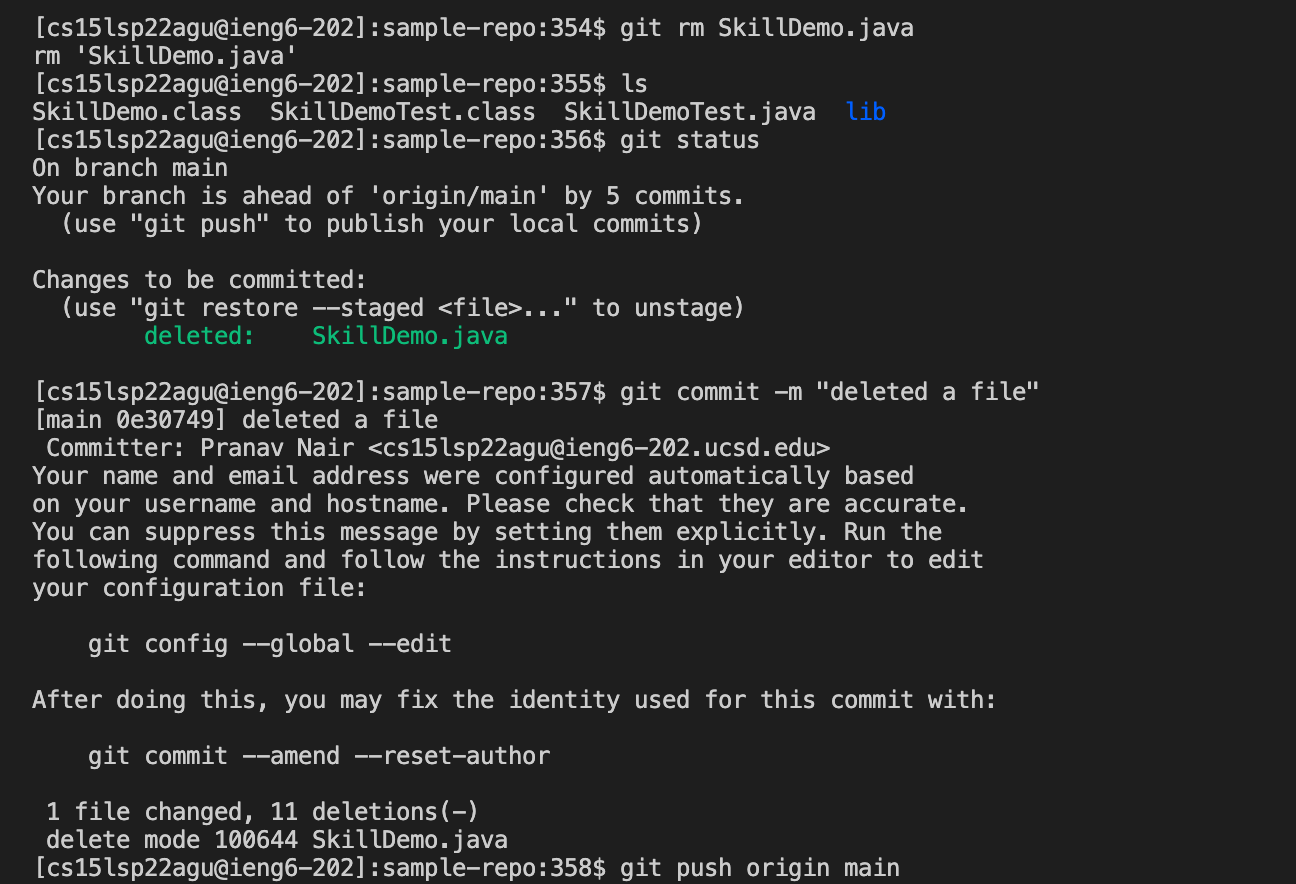 [cs15lsp22agu@ieng6-202]:sample-repo:354$ git rm SkillDemo.java
rm 'SkillDemo.java'
[cs15lsp22agu@ieng6-202]:sample-repo:355$ ls
SkillDemo.class  SkillDemoTest.class  SkillDemoTest.java  lib
[cs15lsp22agu@ieng6-202]:sample-repo:356$ git status
On branch main
Your branch is ahead of 'origin/main' by 5 commits.
  (use "git push" to publish your local commits)

Changes to be committed:
  (use "git restore --staged <file>..." to unstage)
        deleted:    SkillDemo.java

[cs15lsp22agu@ieng6-202]:sample-repo:357$ git commit -m "deleted a file"
[main 0e30749] deleted a file
 Committer: Pranav Nair <cs15lsp22agu@ieng6-202.ucsd.edu>
Your name and email address were configured automatically based
on your username and hostname. Please check that they are accurate.
You can suppress this message by setting them explicitly. Run the
following command and follow the instructions in your editor to edit
your configuration file:

    git config --global --edit

After doing this, you may fix the identity used for this commit with:

    git commit --amend --reset-author

 1 file changed, 11 deletions(-)
 delete mode 100644 SkillDemo.java
[cs15lsp22agu@ieng6-202]:sample-repo:358$ git push origin main